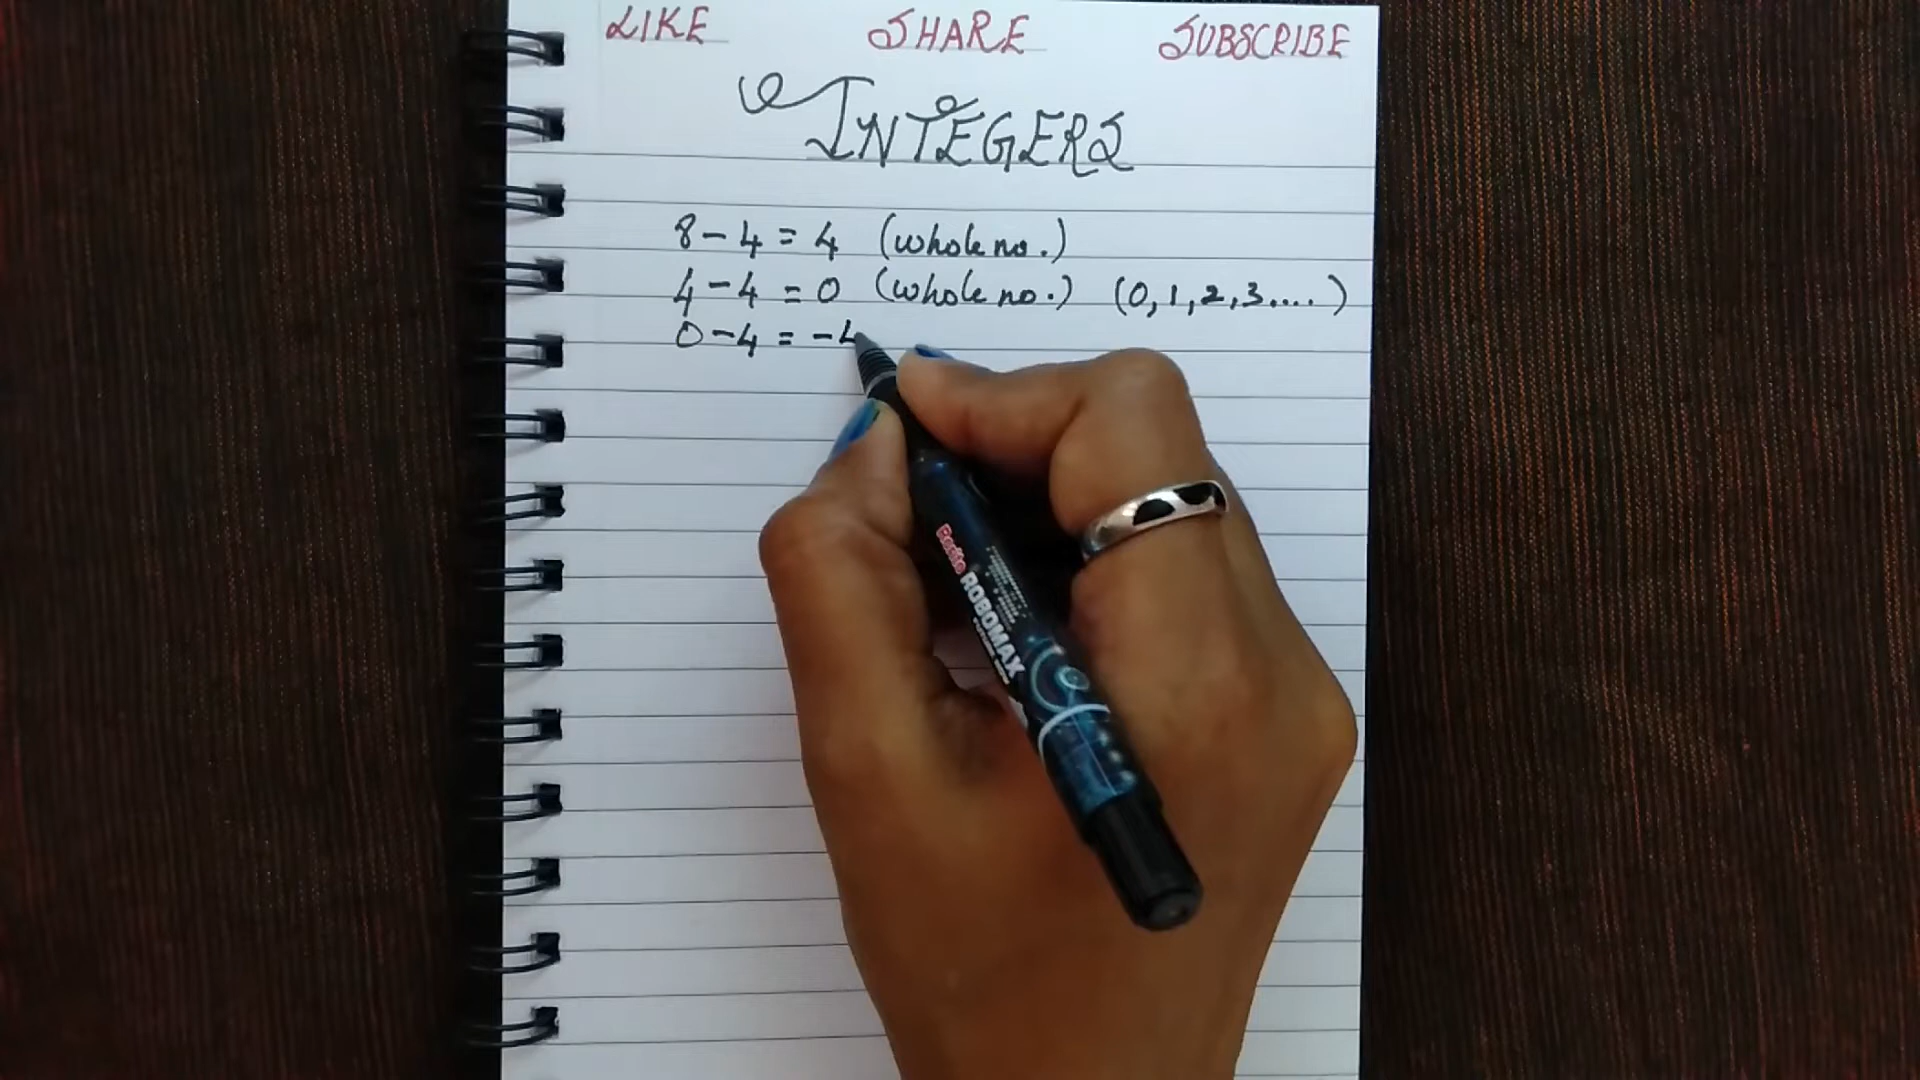 LIKE SHARE SUBSCRIBE
INTEGERS
8 - 4 = 4 (whole no.)
4 - 4 = 0 (whole no.) (0, 1, 2, 3....)
0 - 4 = -4
ROBOMAX